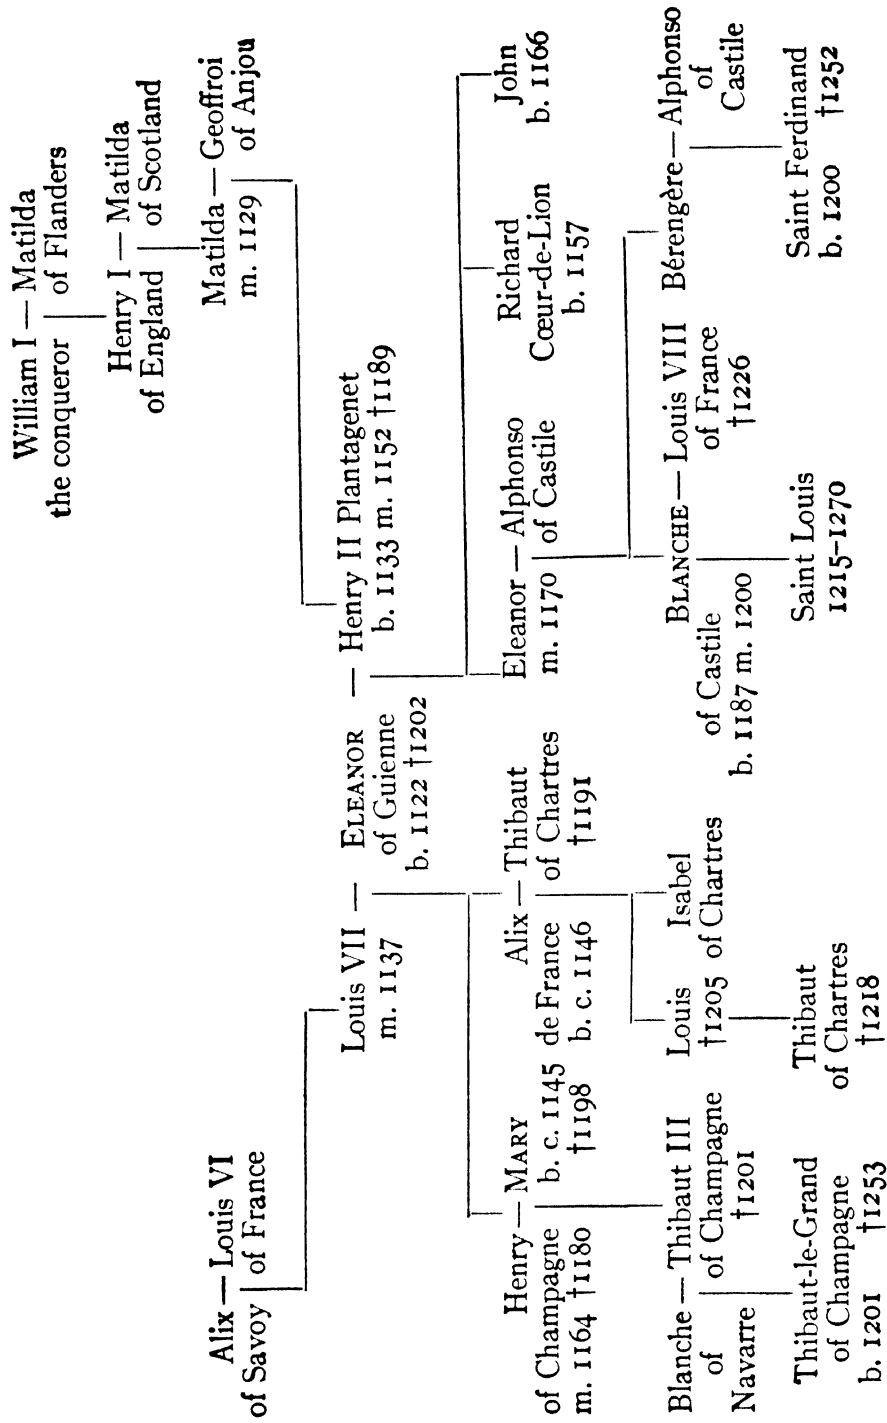 William I — Matilda
the conqueror of Flanders
Henry I — Matilda
of England of Scotland
Alix — Louis VI
of Savoy of France
Matilda — Geoffroi
m. 1129 of Anjou
Louis VII — ELEANOR — Henry II Plantagenet
m. 1137 of Guienne b. 1133 m. 1152 †1189
b. 1122 †1202
Henry — MARY
of Champagne b. c. 1145
m. 1164 †1180 †1198
Alix — Thibaut
de France of Chartres
b. c. 1146 †1191
Eleanor — Alphonso
m. 1170 of Castile
Richard
Cœur-de-Lion
b. 1157
John
b. 1166
Blanche — Thibaut III
of of Champagne
Navarre †1201
Louis
†1205
Isabel
of Chartres
BLANCHE — Louis VIII
of Castile of France
b. 1187 m. 1200 †1226
Bérengère — Alphonso
of
Castile
Thibaut-le-Grand
of Champagne
b. 1201 †1253
Thibaut
of Chartres
†1218
Saint Louis
1215–1270
Saint Ferdinand
b. 1200 †1252